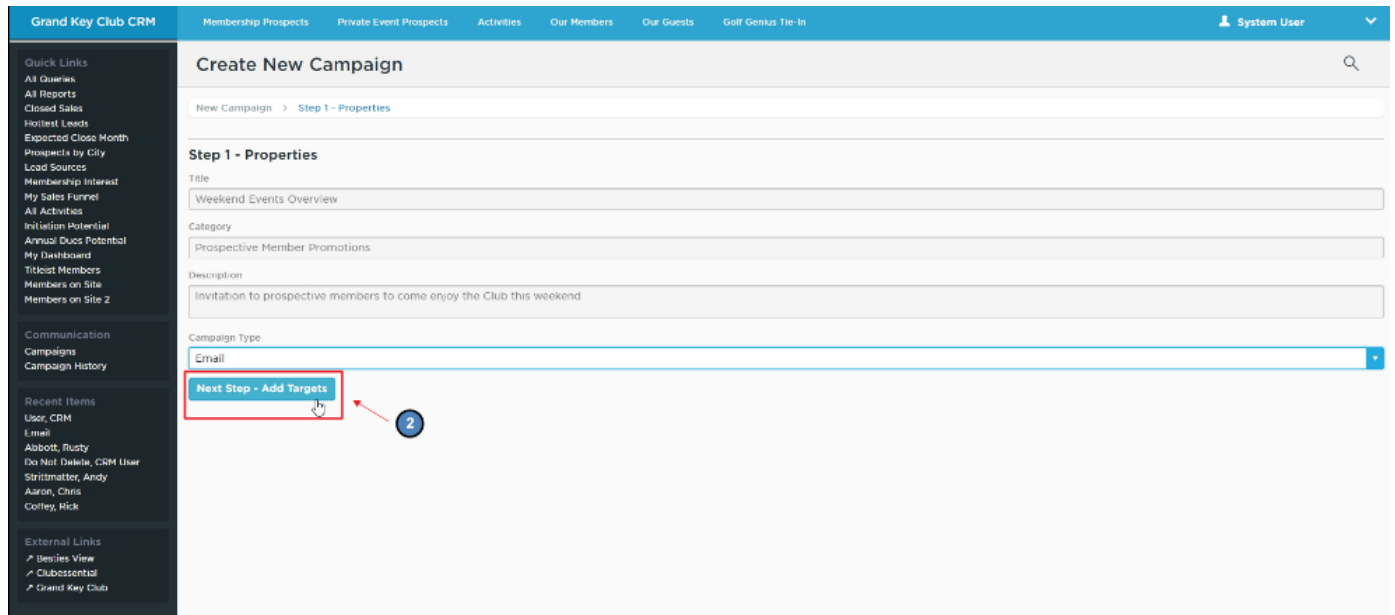 Grand Key Club CRM
Membership Prospects Private Event Prospects Activities Our Members Our Guests Golf Genius Tie-In System User
Quick Links
All Queries
All Reports
Closed Sales
Hottest Leads
Expected Close Month
Prospects by City
Lead Sources
Membership Interest
My Sales Funnel
All Activities
Initiation Potential
Annual Dues Potential
My Dashboard
Titleist Members
Members on Site
Members on Site 2
Communication
Campaigns
Campaign History
Recent Items
User, CRM
Email
Abbott, Rusty
Do Not Delete, CRM User
Strittmatter, Andy
Aaron, Chris
Coffey, Rick
External Links
↗ Besties View
↗ Clubessential
↗ Grand Key Club
Create New Campaign
New Campaign > Step 1 - Properties
Step 1 - Properties
Title
Weekend Events Overview
Category
Prospective Member Promotions
Description
Invitation to prospective members to come enjoy the Club this weekend
Campaign Type
Email
Next Step - Add Targets
2